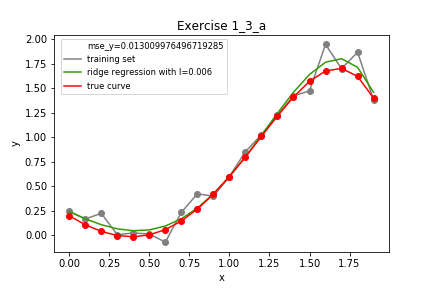 Exercise 1_3_a
mse_y=0.013009976496719285
training set
ridge regression with l=0.006
true curve
y
2.00
1.75
1.50
1.25
1.00
0.75
0.50
0.25
0.00
0.00 0.25 0.50 0.75 1.00 1.25 1.50 1.75
x